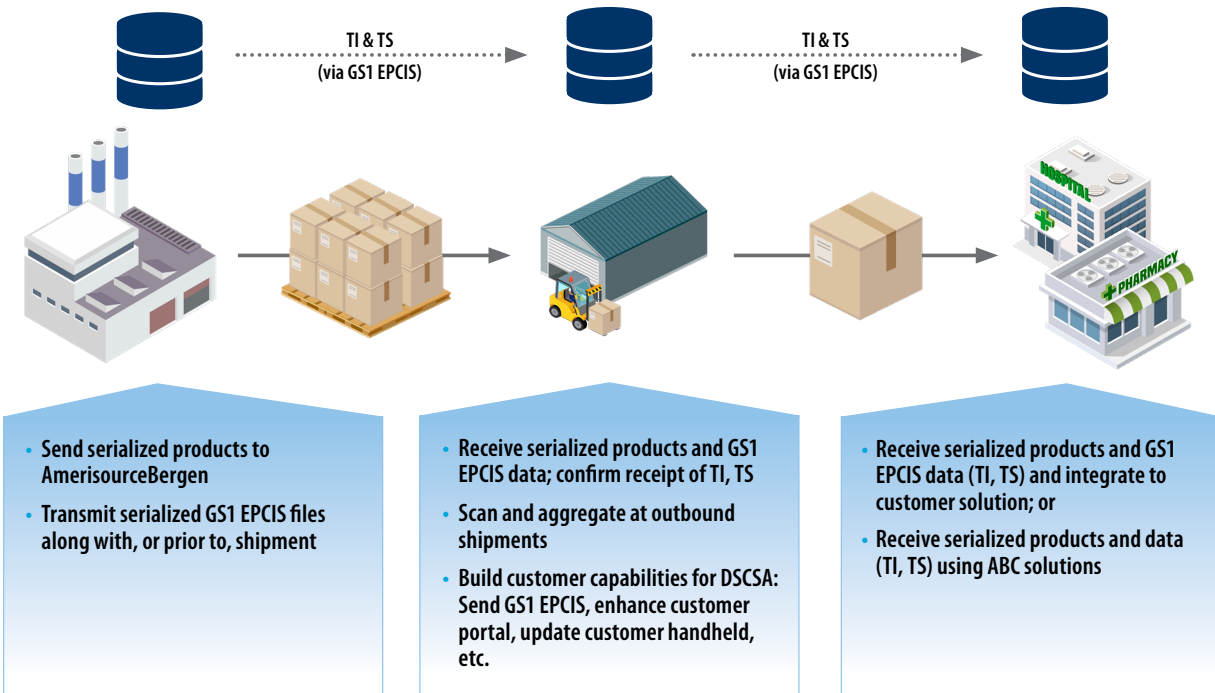 TI & TS
(via GS1 EPCIS)
TI & TS
(via GS1 EPCIS)
HOSPITAL
PHARMACY
• Send serialized products to
AmerisourceBergen
• Transmit serialized GS1 EPCIS files
along with, or prior to, shipment
• Receive serialized products and GS1
EPCIS data; confirm receipt of TI, TS
• Scan and aggregate at outbound
shipments
• Build customer capabilities for DSCSA:
Send GS1 EPCIS, enhance customer
portal, update customer handheld,
etc.
• Receive serialized products and GS1
EPCIS data (TI, TS) and integrate to
customer solution; or
• Receive serialized products and data
(TI, TS) using ABC solutions